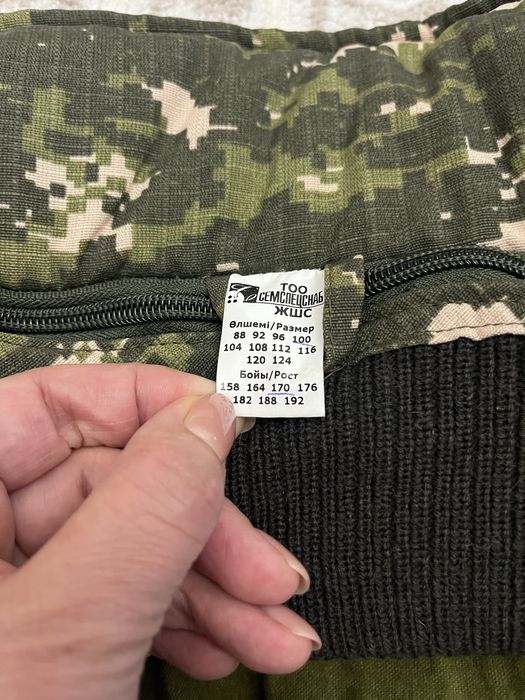 ТОО
СЕМСПЕЦСНАБ
ЖШС
Өлшемі/Размер
88 92 96 100
104 108 112 116
120 124
Бойы/Рост
158 164 170 176
182 188 192